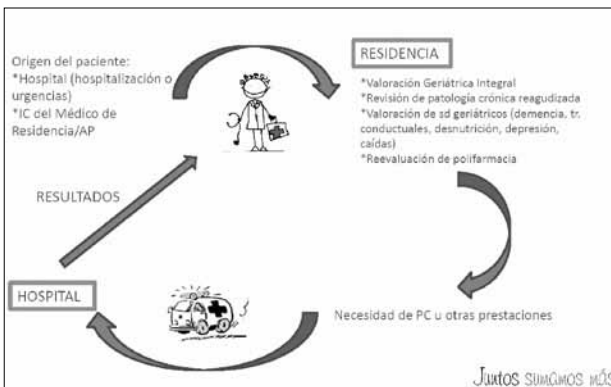 Origen del paciente:
*Hospital (hospitalización o
urgencias)
*IC del Médico de
Residencia/AP
RESIDENCIA
*Valoración Geriátrica Integral
*Revisión de patología crónica reagudizada
*Valoración de sd geriátricos (demencia, tr.
conductuales, desnutrición, depresión,
caídas)
*Reevaluación de polifarmacia
RESULTADOS
HOSPITAL
Necesidad de PC u otras prestaciones
Juntos sumamos más